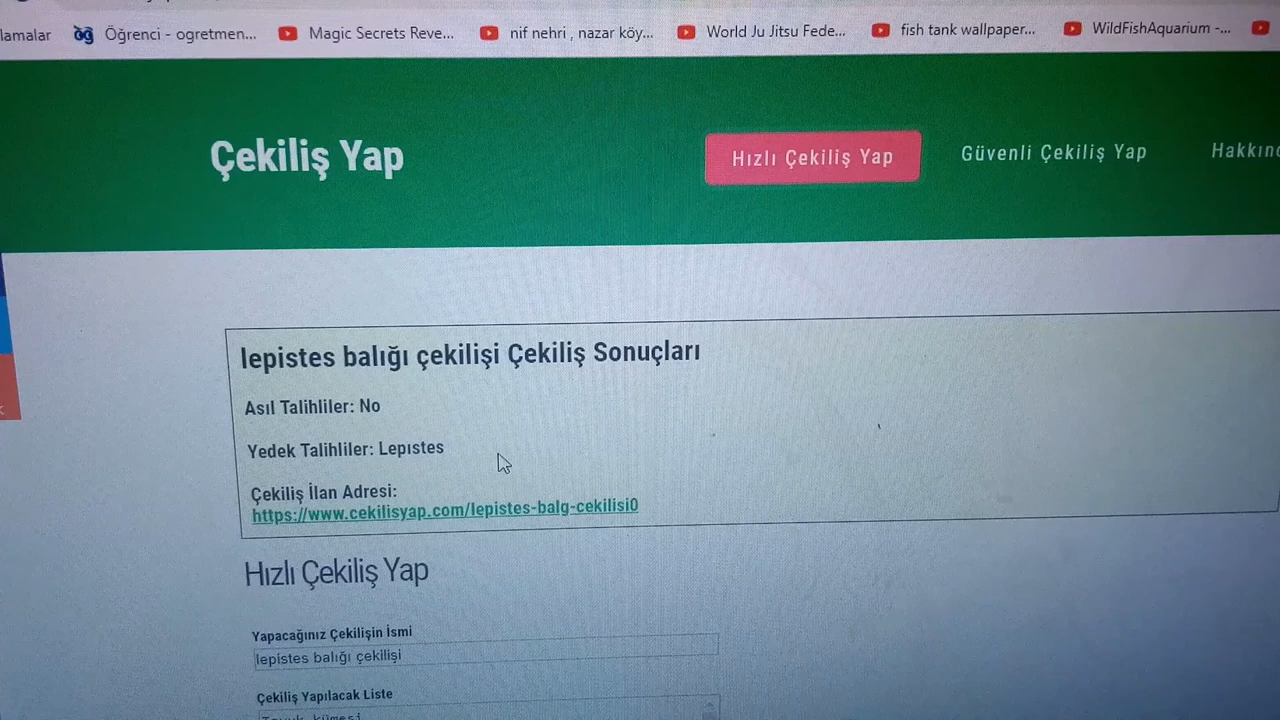 lamalar
Öğrenci - ogretmen...
Magic Secrets Reve...
nif nehri , nazar köy...
World Ju Jitsu Fede...
fish tank wallpaper...
WildFishAquarium -...
Çekiliş Yap
Hızlı Çekiliş Yap
Güvenli Çekiliş Yap
Hakkınd
lepistes balığı çekilişi Çekiliş Sonuçları
Asıl Talihliler: No
Yedek Talihliler: Lepıstes
Çekiliş İlan Adresi:
https://www.cekilisyap.com/lepistes-balg-cekilisi0
Hızlı Çekiliş Yap
Yapacağınız Çekilişin İsmi
lepistes balığı çekilişi
Çekiliş Yapılacak Liste